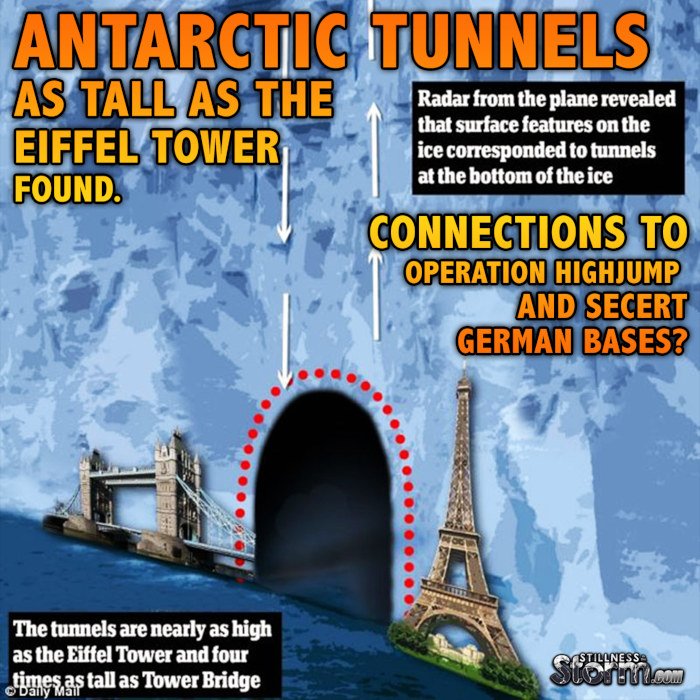 ANTARCTIC TUNNELS
AS TALL AS THE
EIFFEL TOWER
FOUND.
Radar from the plane revealed
that surface features on the
ice corresponded to tunnels
at the bottom of the ice
CONNECTIONS TO
OPERATION HIGHJUMP
AND SECERT
GERMAN BASES?
The tunnels are nearly as high
as the Eiffel Tower and four
times as tall as Tower Bridge
© Daily Mail
STILLNESS IN THE
Storm.com